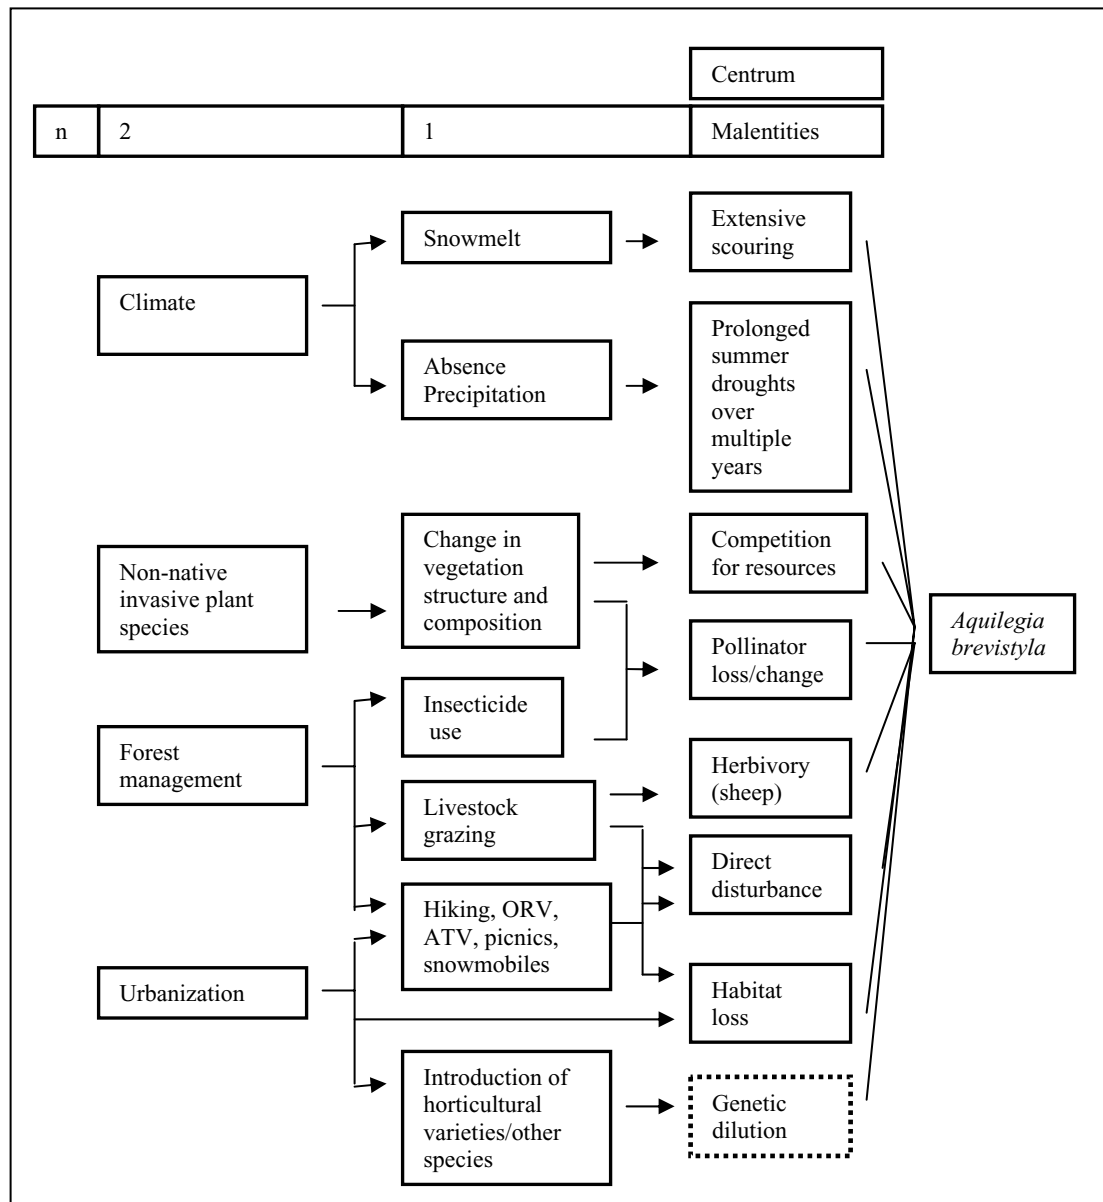 Centrum
n
2
1
Malentities
Climate
Snowmelt
Extensive
scouring
Absence
Precipitation
Prolonged
summer
droughts
over
multiple
years
Non-native
invasive plant
species
Change in
vegetation
structure and
composition
Competition
for resources
Pollinator
loss/change
Aquilegia
brevistyla
Forest
management
Insecticide
use
Livestock
grazing
Herbivory
(sheep)
Direct
disturbance
Hiking, ORV,
ATV, picnics,
snowmobiles
Urbanization
Habitat
loss
Introduction of
horticultural
varieties/other
species
Genetic
dilution